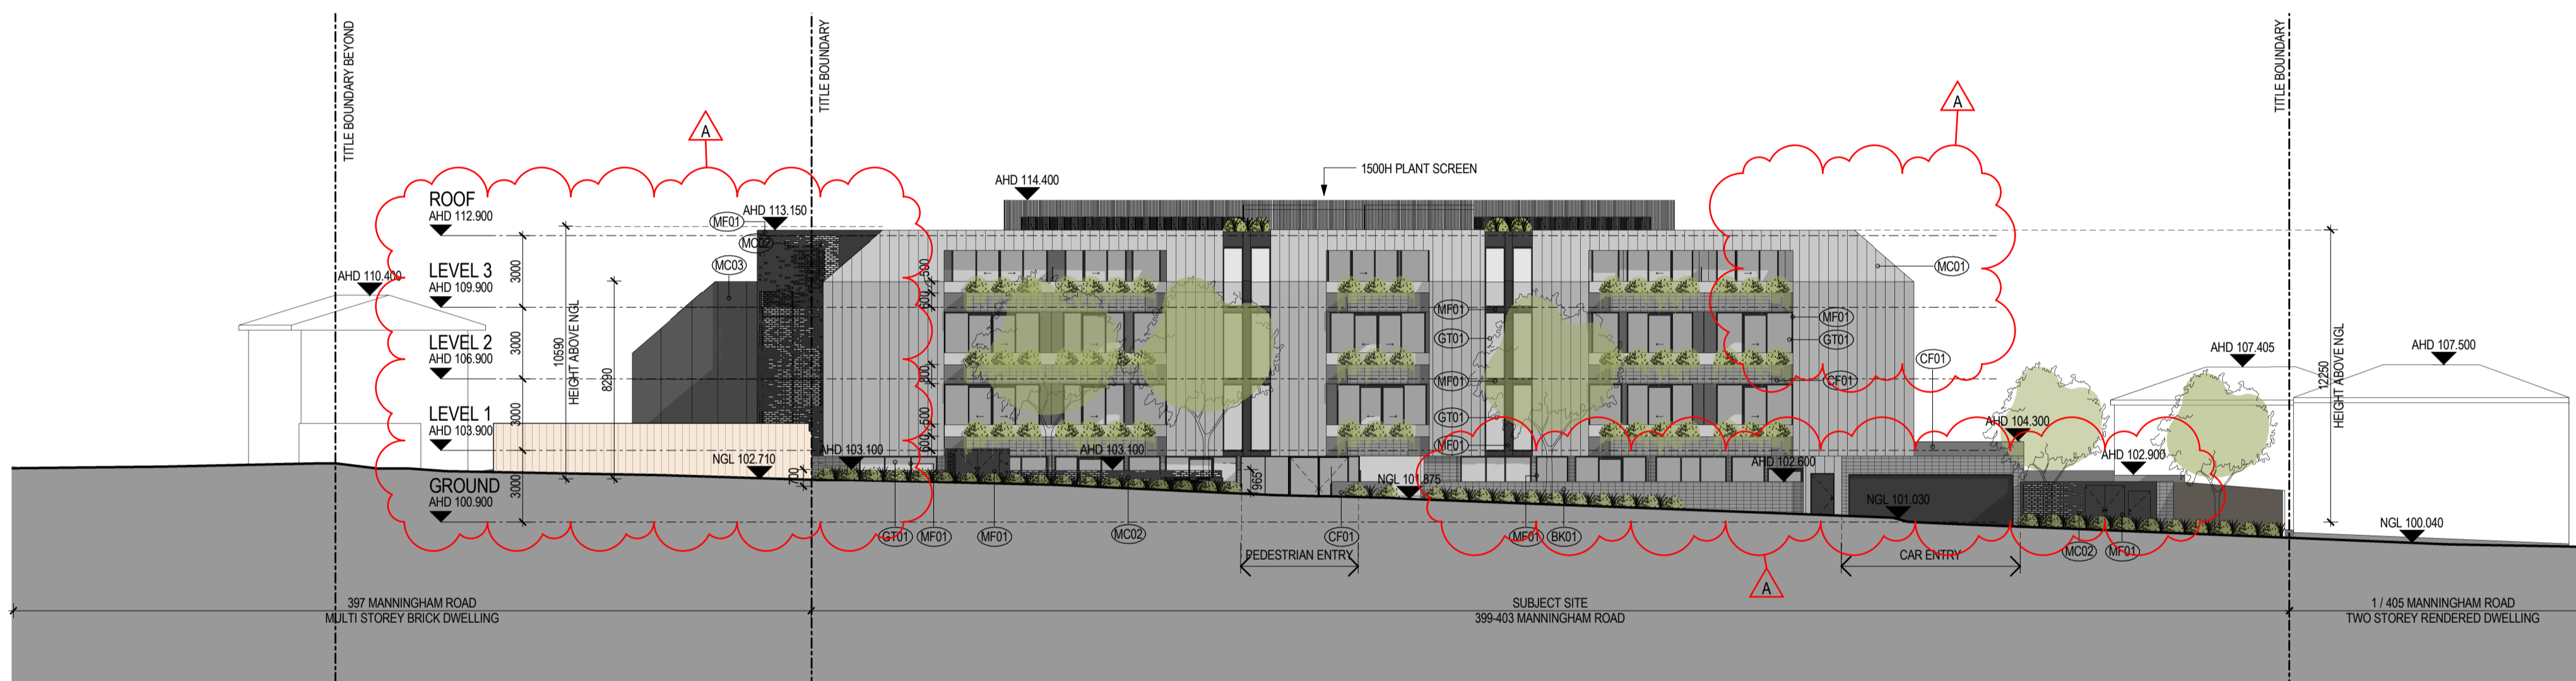 TITLE BOUNDARY BEYOND
TITLE BOUNDARY
TITLE BOUNDARY
A
A
1500H PLANT SCREEN
AHD 114.400
ROOF
AHD 112.900
MF01
AHD 113.150
MC02
MC03
LEVEL 3
AHD 109.900
AHD 110.400
3000
LEVEL 2
AHD 106.900
3000
10590
HEIGHT ABOVE NGL
8290
LEVEL 1
AHD 103.900
3000
GROUND
AHD 100.900
3000
NGL 102.710
700
AHD 103.100
AHD 103.100
965
MF01
GT01
MF01
GT01
MF01
MC01
MF01
GT01
CF01
CF01
12250
HEIGHT ABOVE NGL
AHD 107.405
AHD 107.500
AHD 104.300
AHD 102.900
AHD 102.600
NGL 101.875
NGL 101.030
NGL 100.040
GT01
MF01
MF01
MC02
CF01
MF01
BK01
MC02
MF01
PEDESTRIAN ENTRY
CAR ENTRY
A
397 MANNINGHAM ROAD
MULTI STOREY BRICK DWELLING
SUBJECT SITE
399-403 MANNINGHAM ROAD
1 / 405 MANNINGHAM ROAD
TWO STOREY RENDERED DWELLING